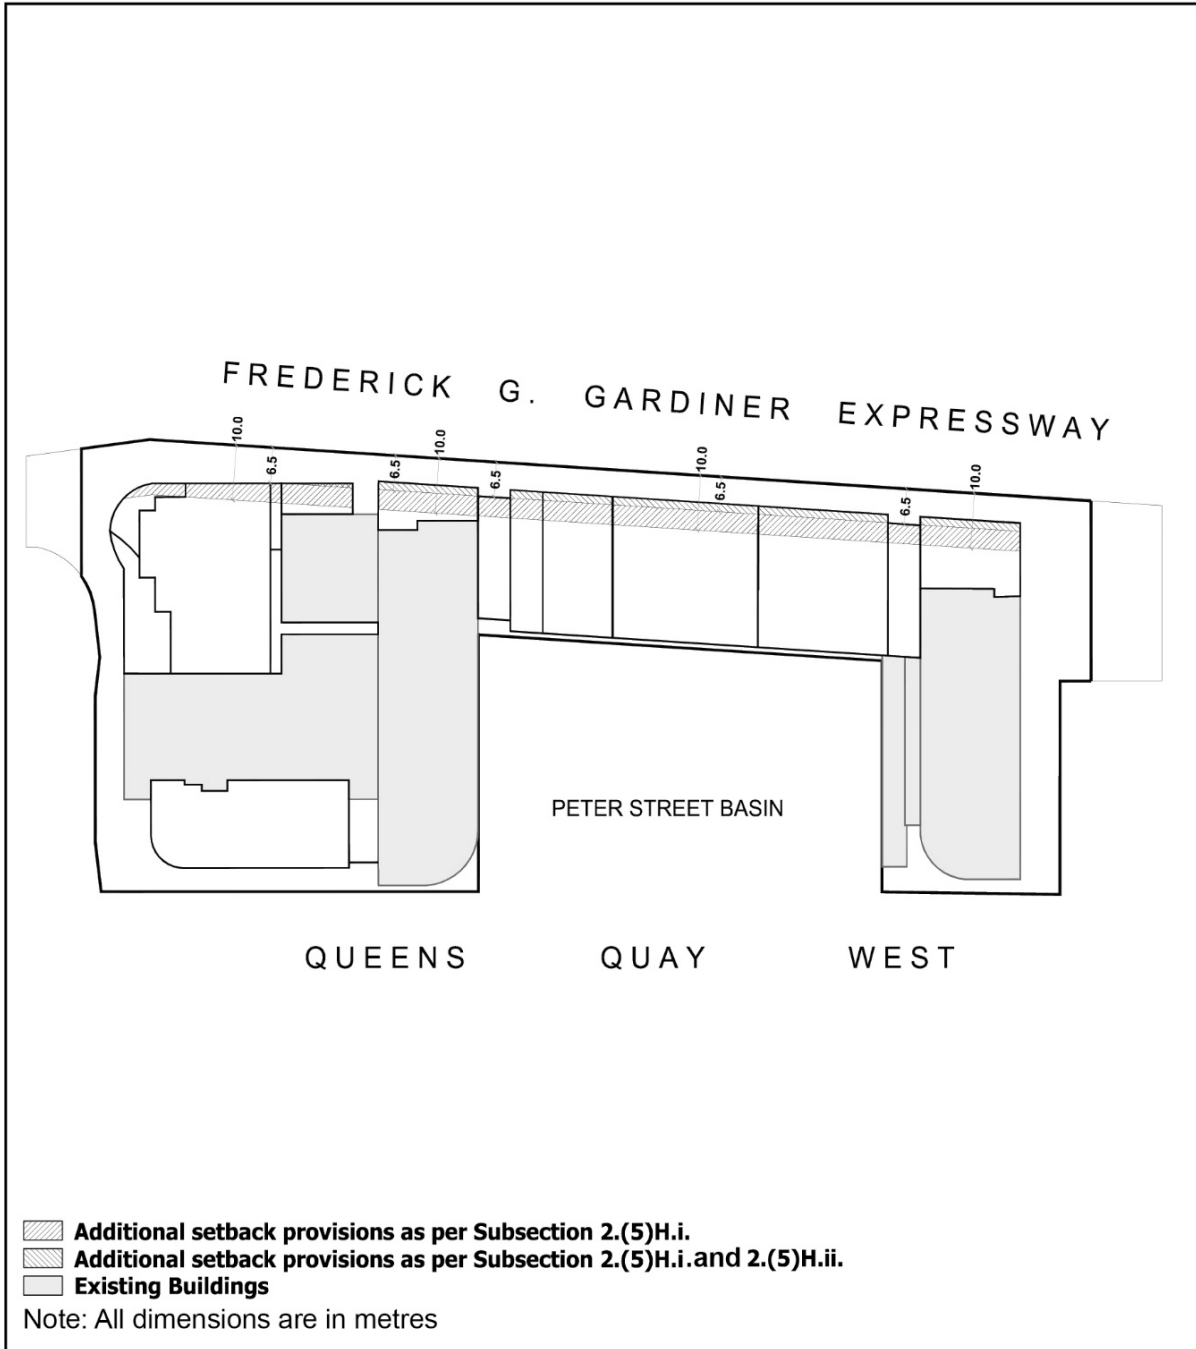 FREDERICK G. GARDINER EXPRESSWAY
10.0
6.5
6.5
10.0
6.5
10.0
6.5
6.5
10.0
PETER STREET BASIN
QUEENS QUAY WEST
Additional setback provisions as per Subsection 2.(5)H.i.
Additional setback provisions as per Subsection 2.(5)H.i.and 2.(5)H.ii.
Existing Buildings
Note: All dimensions are in metres